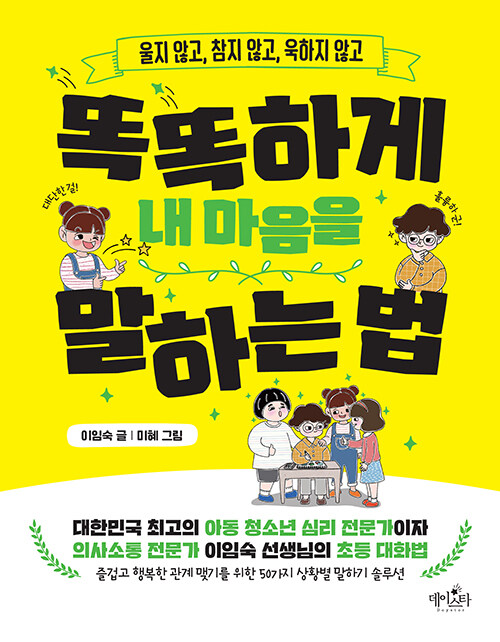 울지 않고, 참지 않고, 욱하지 않고
똑똑하게
대단한걸!
훌륭하군!
내 마음을
말하는 법
이임숙 글 | 미혜 그림
대한민국 최고의 아동 청소년 심리 전문가이자
의사소통 전문가 이임숙 선생님의 초등 대화법
즐겁고 행복한 관계 맺기를 위한 50가지 상황별 말하기 솔루션
데이스타
Daystar